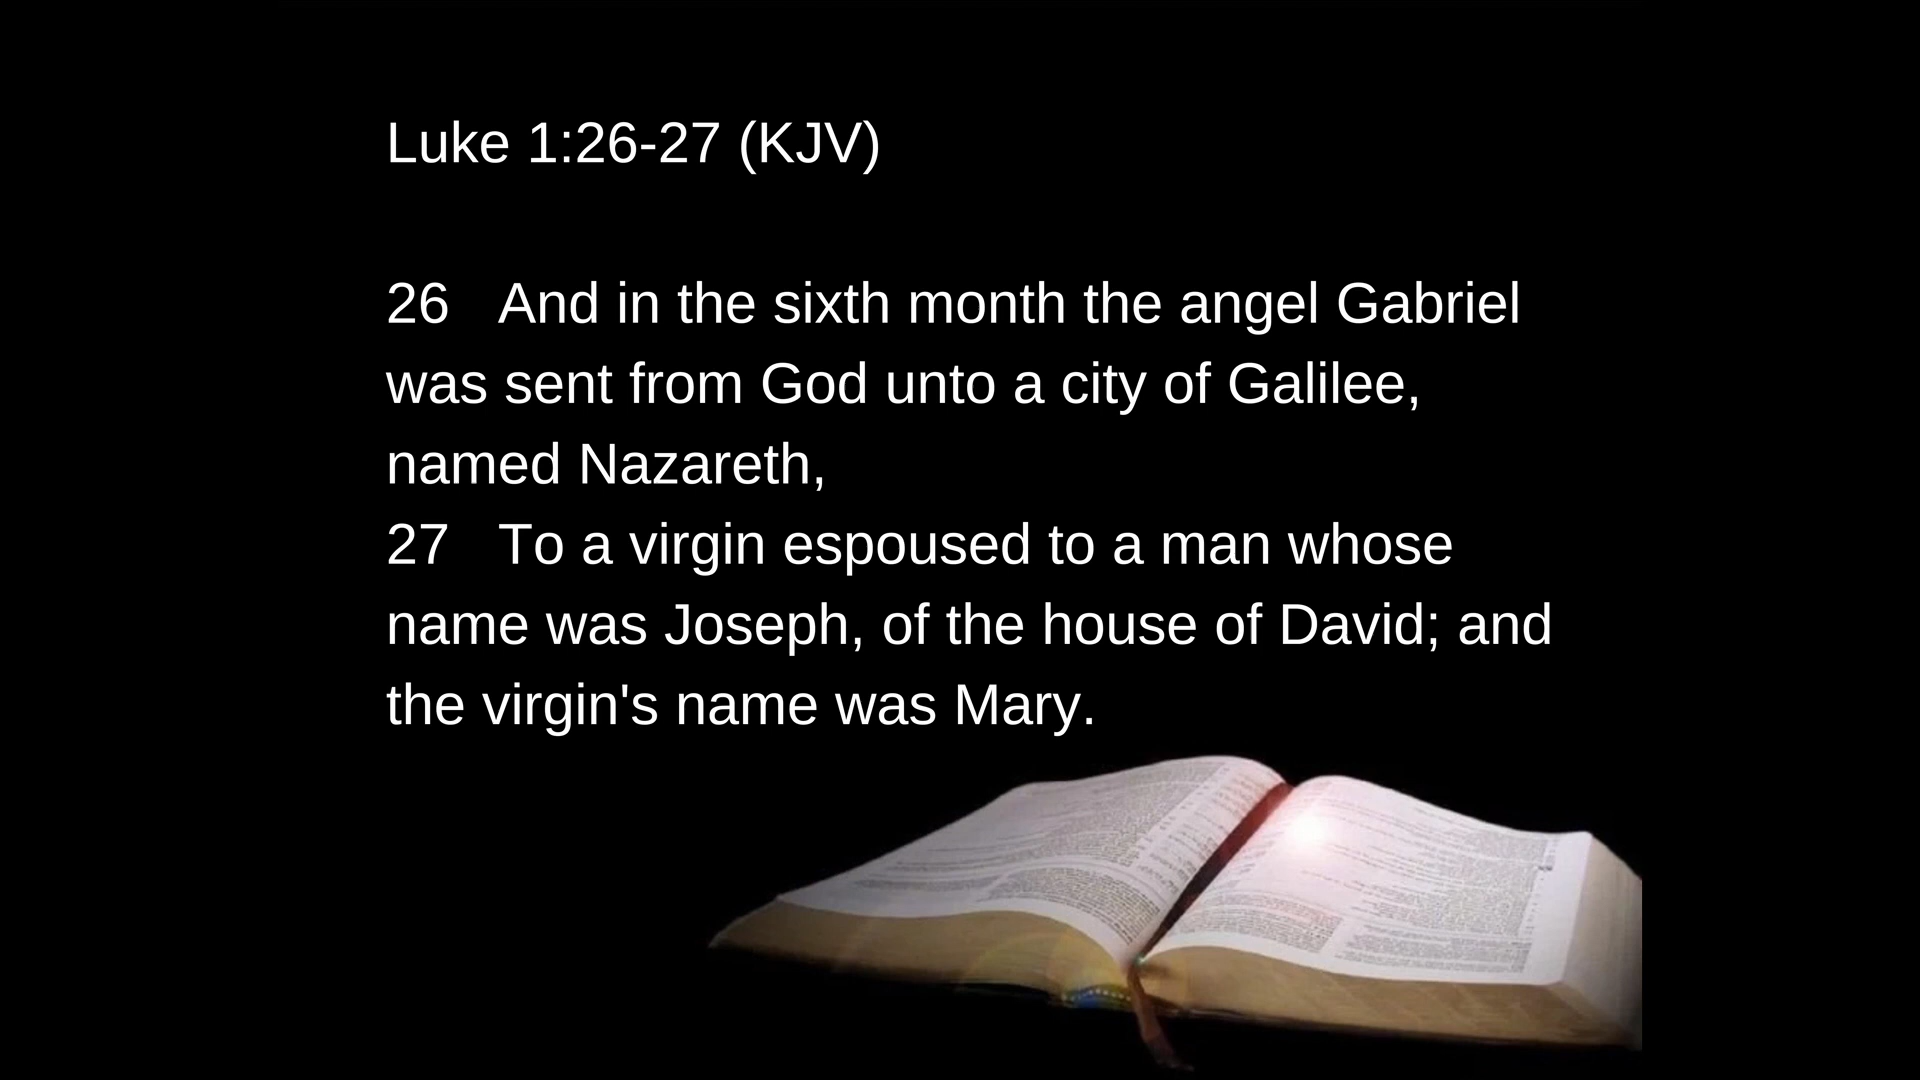 Luke 1:26-27 (KJV)
26 And in the sixth month the angel Gabriel
was sent from God unto a city of Galilee,
named Nazareth,
27 To a virgin espoused to a man whose
name was Joseph, of the house of David; and
the virgin's name was Mary.